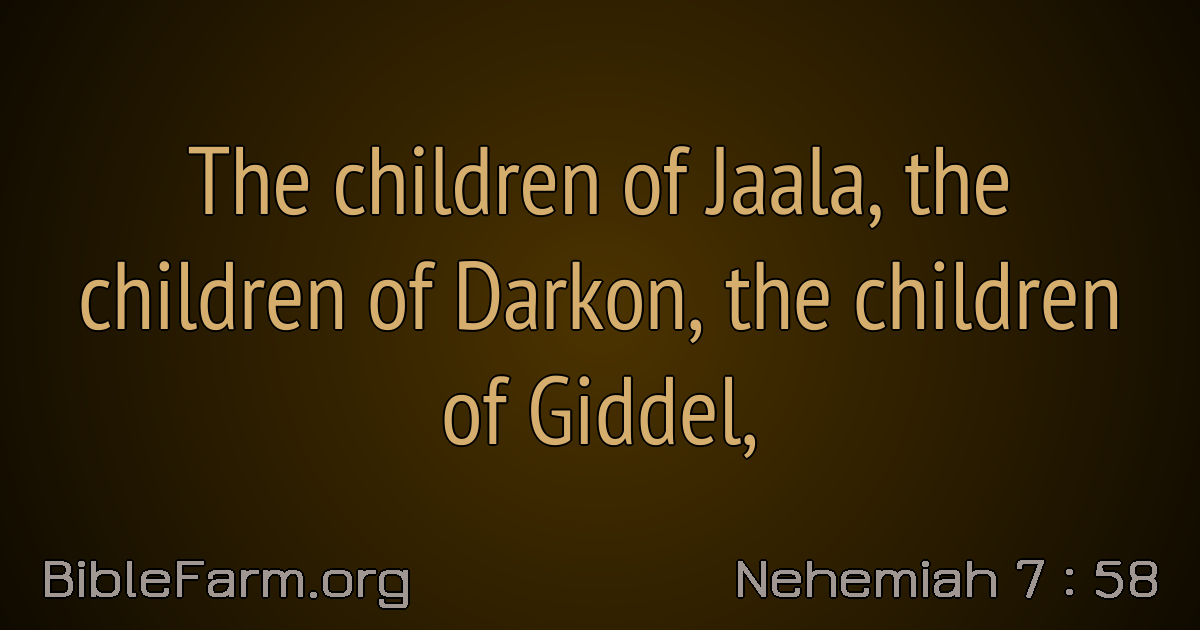 The children of Jaala, the
children of Darkon, the children
of Giddel,
BibleFarm.org
Nehemiah 7 : 58